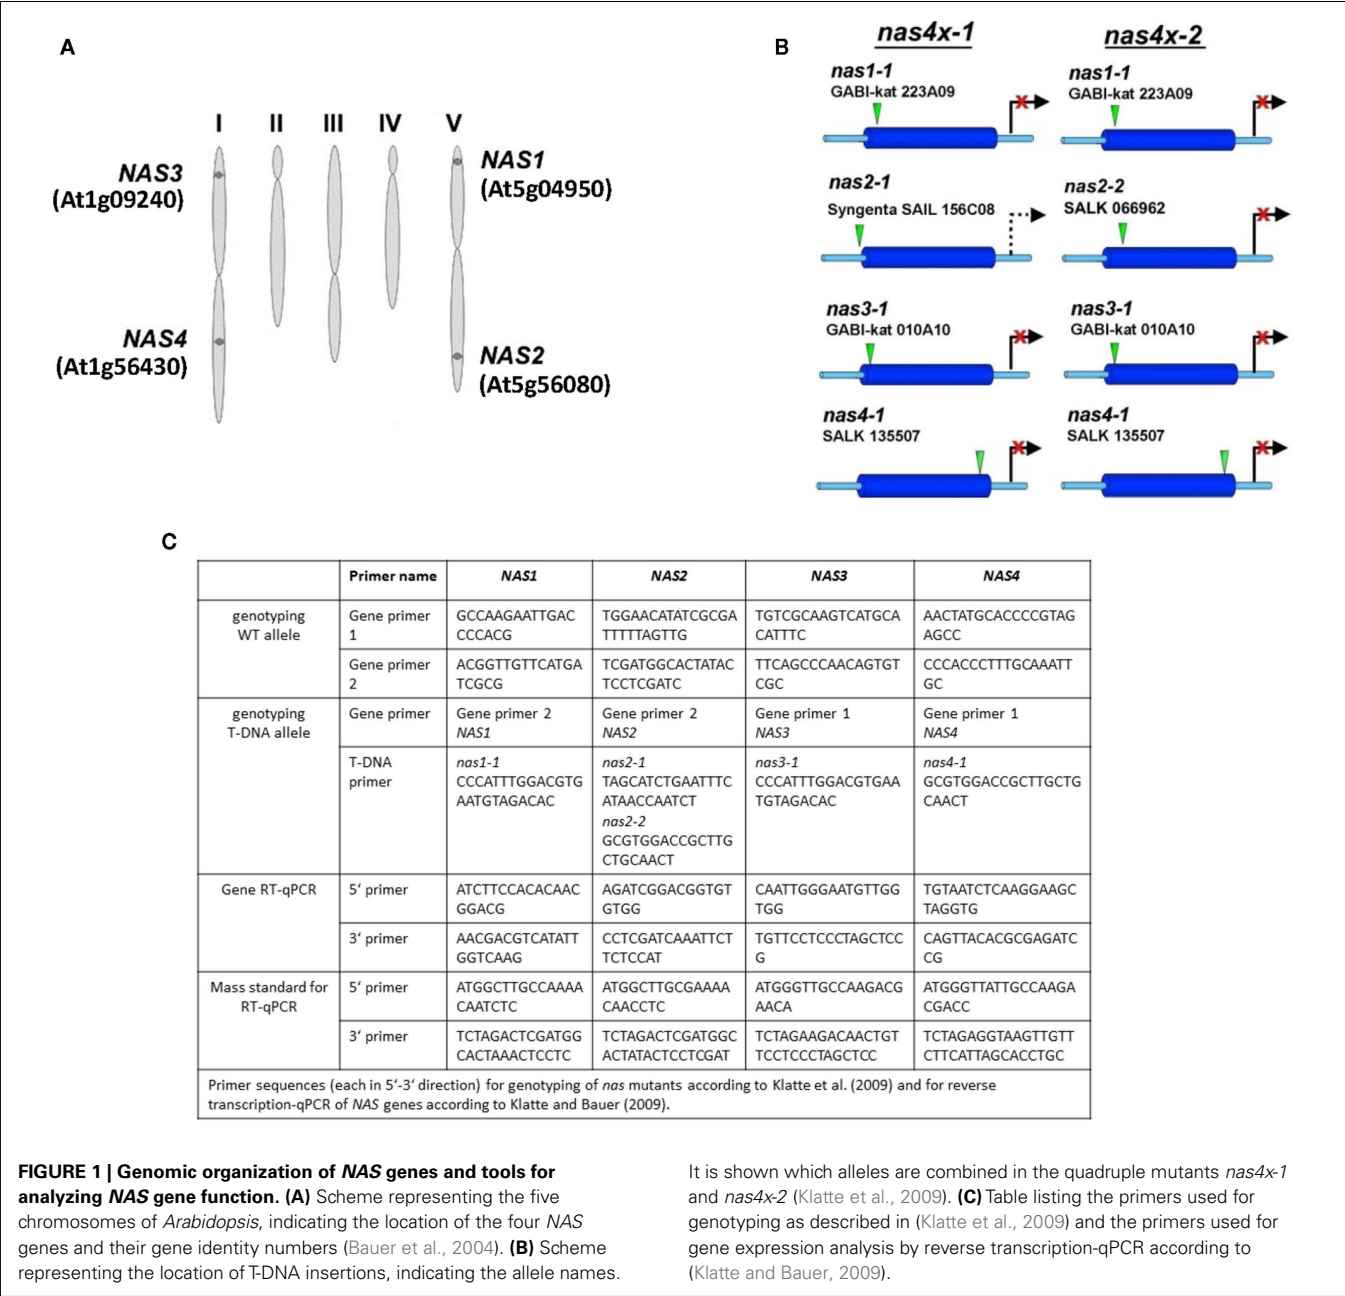 A
I II III IV V
NAS3
(At1g09240)
NAS1
(At5g04950)
NAS4
(At1g56430)
NAS2
(At5g56080)
B
nas4x-1 nas4x-2
nas1-1
GABI-kat 223A09
nas1-1
GABI-kat 223A09
nas2-1
Syngenta SAIL 156C08
nas2-2
SALK 066962
nas3-1
GABI-kat 010A10
nas3-1
GABI-kat 010A10
nas4-1
SALK 135507
nas4-1
SALK 135507
C
Primer name NAS1 NAS2 NAS3 NAS4
genotyping
WT allele
Gene primer
1
GCCAAGAATTGAC
CCCACG
TGGAACATATCGCGA
TTTTTAGTTG
TGTCGCAAGTCATGCA
CATTTC
AACTATGCACCCCGTAG
AGCC
Gene primer
2
ACGGTTGTTCATGA
TCGCG
TCGATGGCACTATAC
TCCTCGATC
TTCAGCCCAACAGTGT
CGC
CCCACCCTTTGCAAATT
GC
genotyping
T-DNA allele
Gene primer
Gene primer 2
NAS1
Gene primer 2
NAS2
Gene primer 1
NAS3
Gene primer 1
NAS4
T-DNA
primer
nas1-1
CCCATTTGGACGTG
AATGTAGACAC
nas2-1
TAGCATCTGAATTTC
ATAACCAATCT
nas2-2
GCGTGGACCGCTTG
CTGCAACT
nas3-1
CCCATTTGGACGTGAA
TGTAGACAC
nas4-1
GCGTGGACCGCTTGCTG
CAACT
Gene RT-qPCR
5‘ primer
ATCTTCCACACAAC
GGACG
AGATCGGACGGTGT
GTGG
CAATTGGGAATGTTGG
TGG
TGTAATCTCAAGGAAGC
TAGGTG
3‘ primer
AACGACGTCATATT
GGTCAAG
CCTCGATCAAATTCT
TCTCCAT
TGTTCCTCCCTAGCTCC
G
CAGTTACACGCGAGATC
CG
Mass standard for
RT-qPCR
5‘ primer
ATGGCTTGCCAAAA
CAATCTC
ATGGCTTGCGAAAA
CAACCTC
ATGGGTTGCCAAGACG
AACA
ATGGGTTATTGCCAAGA
CGACC
3‘ primer
TCTAGACTCGATGG
CACTAAACTCCTC
TCTAGACTCGATGGC
ACTATACTCCTCGAT
TCTAGAAGACAACTGT
TCCTCCCTAGCTCC
TCTAGAGGTAAGTTGTT
CTTCATTAGCACCTGC
Primer sequences (each in 5‘-3‘ direction) for genotyping of nas mutants according to Klatte et al. (2009) and for reverse
transcription-qPCR of NAS genes according to Klatte and Bauer (2009).
FIGURE 1 | Genomic organization of NAS genes and tools for
analyzing NAS gene function. (A) Scheme representing the five
chromosomes of Arabidopsis, indicating the location of the four NAS
genes and their gene identity numbers (Bauer et al., 2004). (B) Scheme
representing the location of T-DNA insertions, indicating the allele names.
It is shown which alleles are combined in the quadruple mutants nas4x-1
and nas4x-2 (Klatte et al., 2009). (C) Table listing the primers used for
genotyping as described in (Klatte et al., 2009) and the primers used for
gene expression analysis by reverse transcription-qPCR according to
(Klatte and Bauer, 2009).